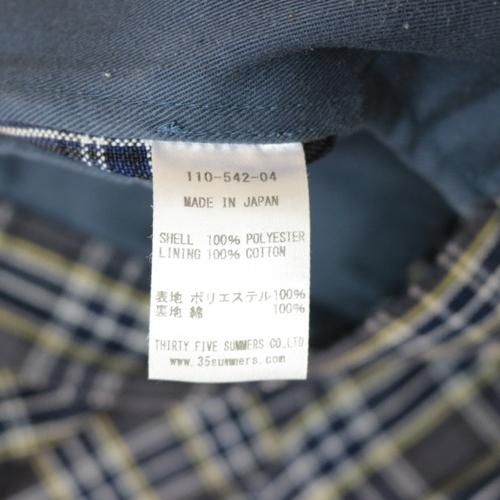 110-542-04
MADE IN JAPAN
SHELL 100% POLYESTER
LINING 100% COTTON
表地 ポリエステル100%
裏地 綿 100%
THIRTY FIVE SUMMERS CO.,LTD
www.35summers.com